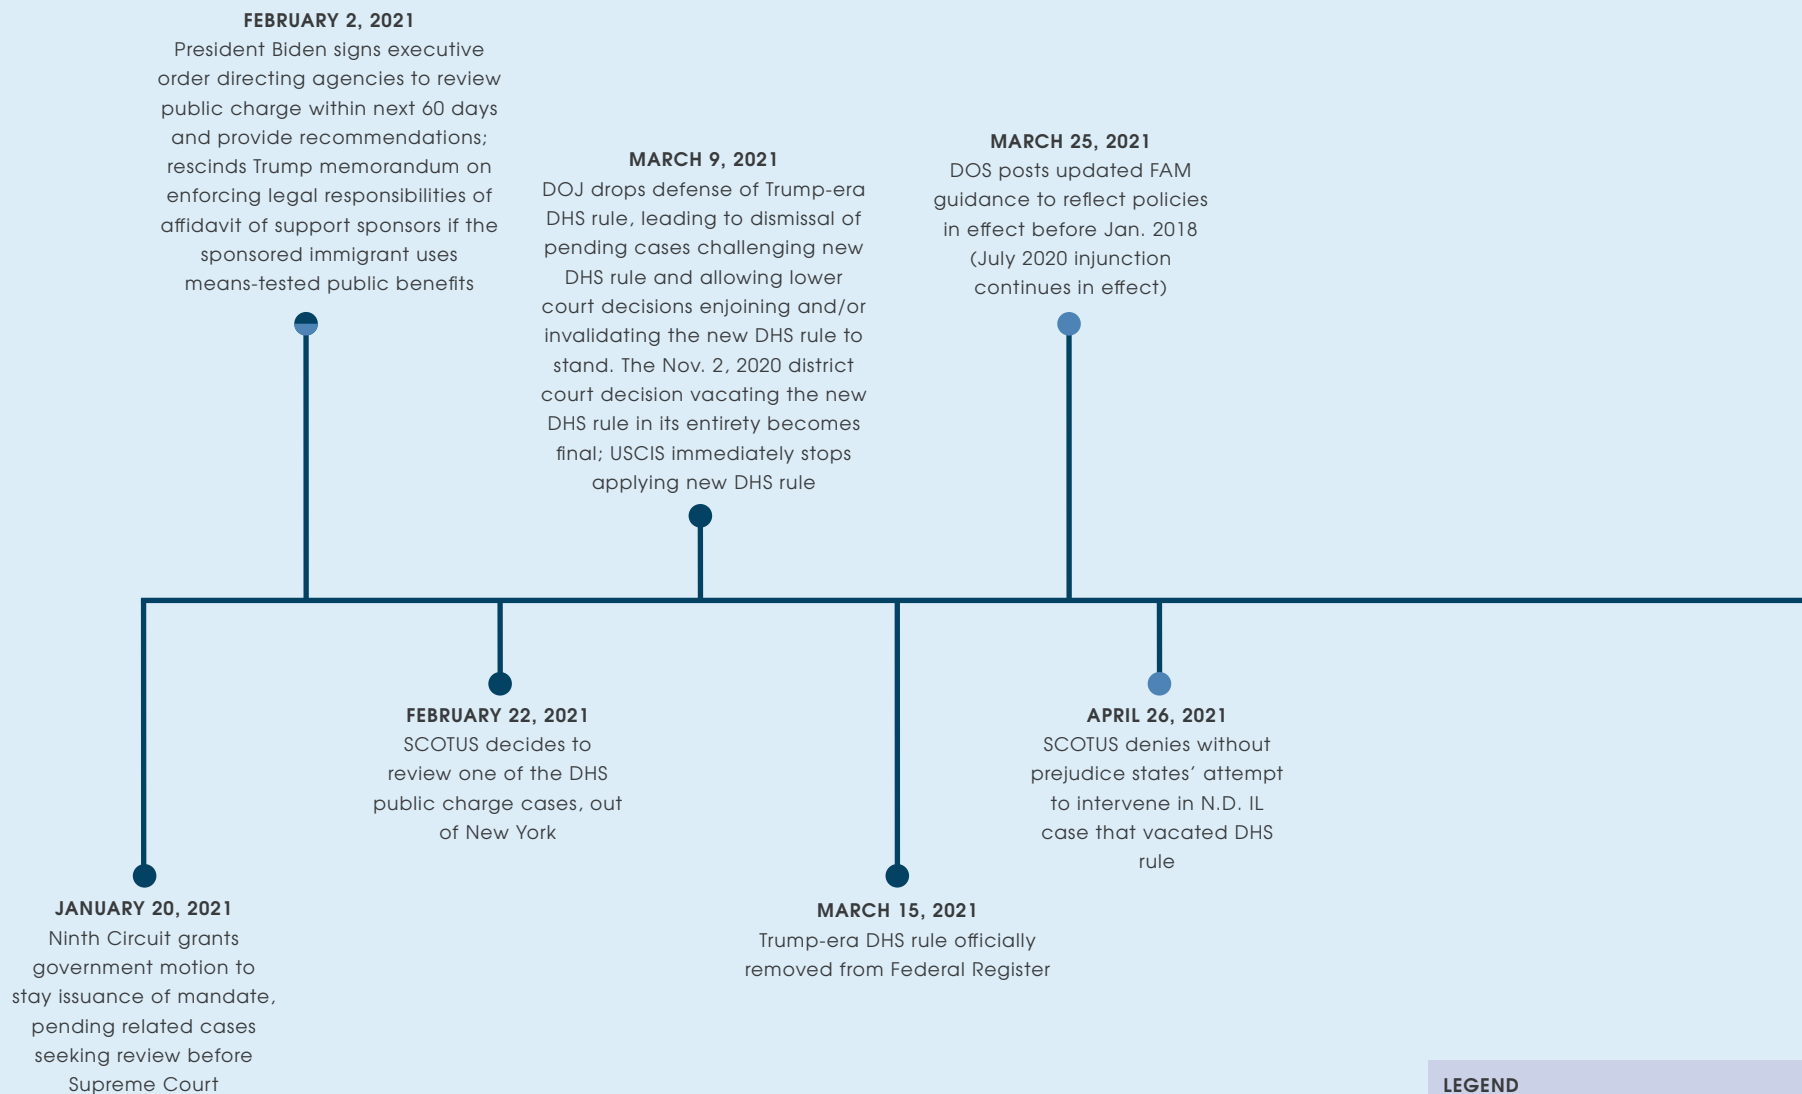 FEBRUARY 2, 2021
President Biden signs executive
order directing agencies to review
public charge within next 60 days
and provide recommendations;
rescinds Trump memorandum on
enforcing legal responsibilities of
affidavit of support sponsors if the
sponsored immigrant uses
means-tested public benefits
MARCH 9, 2021
DOJ drops defense of Trump-era
DHS rule, leading to dismissal of
pending cases challenging new
DHS rule and allowing lower
court decisions enjoining and/or
invalidating the new DHS rule to
stand. The Nov. 2, 2020 district
court decision vacating the new
DHS rule in its entirety becomes
final; USCIS immediately stops
applying new DHS rule
MARCH 25, 2021
DOS posts updated FAM
guidance to reflect policies
in effect before Jan. 2018
(July 2020 injunction
continues in effect)
JANUARY 20, 2021
Ninth Circuit grants
government motion to
stay issuance of mandate,
pending related cases
seeking review before
Supreme Court
FEBRUARY 22, 2021
SCOTUS decides to
review one of the DHS
public charge cases, out
of New York
MARCH 15, 2021
Trump-era DHS rule officially
removed from Federal Register
APRIL 26, 2021
SCOTUS denies without
prejudice states’ attempt
to intervene in N.D. IL
case that vacated DHS
rule
LEGEND